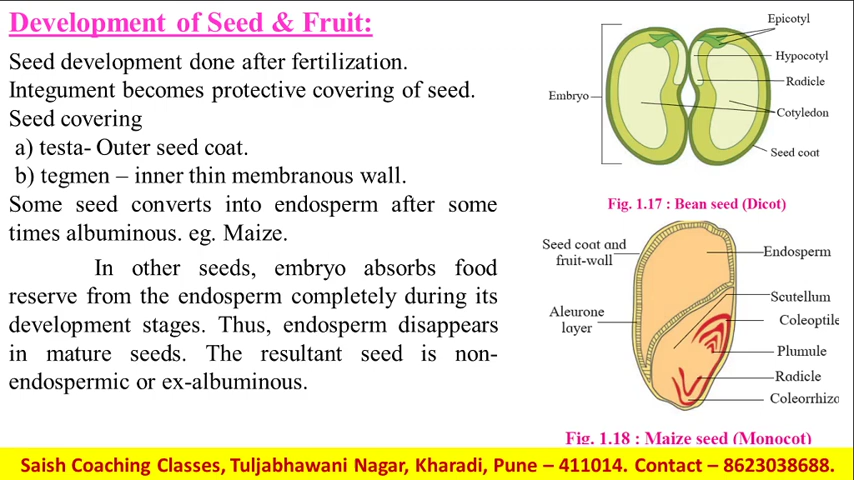 Development of Seed & Fruit:
Seed development done after fertilization.
Integument becomes protective covering of seed.
Seed covering
a) testa- Outer seed coat.
b) tegmen – inner thin membranous wall.
Some seed converts into endosperm after some
times albuminous. eg. Maize.
In other seeds, embryo absorbs food
reserve from the endosperm completely during its
development stages. Thus, endosperm disappears
in mature seeds. The resultant seed is non-
endospermic or ex-albuminous.
Epicotyl
Hypocotyl
Radicle
Embryo
Cotyledon
Seed coat
Fig. 1.17 : Bean seed (Dicot)
Seed coat and
fruit-wall
Endosperm
Scutellum
Aleurone
layer
Coleoptile
Plumule
Radicle
Coleorrhiza
Fig. 1.18 : Maize seed (Monocot)
Saish Coaching Classes, Tuljabhawani Nagar, Kharadi, Pune – 411014. Contact – 8623038688.